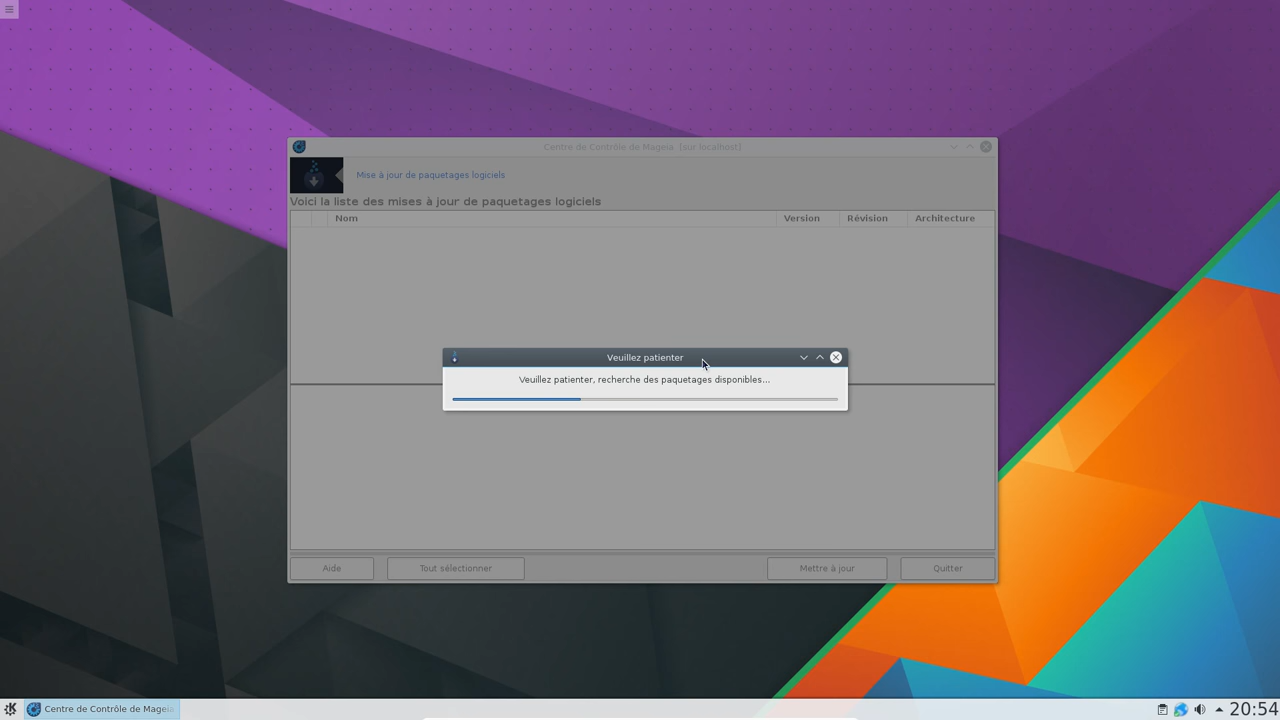 Centre de Contrôle de Mageia [sur localhost]
Mise à jour de paquetages logiciels
Voici la liste des mises à jour de paquetages logiciels
Nom Version Révision Architecture
Veuillez patienter
Veuillez patienter, recherche des paquetages disponibles...
Aide Tout sélectionner Mettre à jour Quitter
Centre de Contrôle de Mageia 20:54